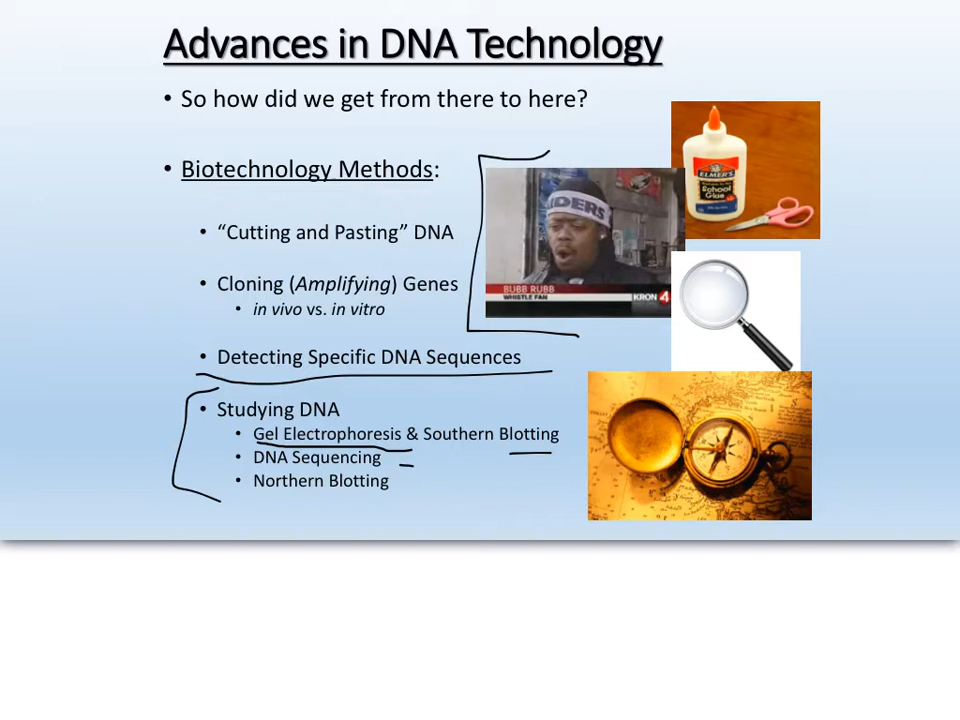 Advances in DNA Technology
• So how did we get from there to here?
• Biotechnology Methods:
• “Cutting and Pasting” DNA
• Cloning (Amplifying) Genes
• in vivo vs. in vitro
• Detecting Specific DNA Sequences
• Studying DNA
• Gel Electrophoresis & Southern Blotting
• DNA Sequencing
• Northern Blotting
ELMER'S
School
Glue
IDERS
BUBB RUBB
WHISTLE FAN
KRON 4